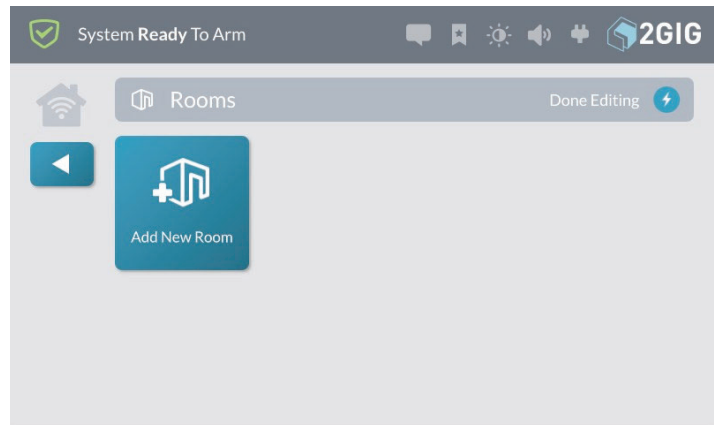 System Ready To Arm
2GIG
Rooms
Done Editing
Add New Room